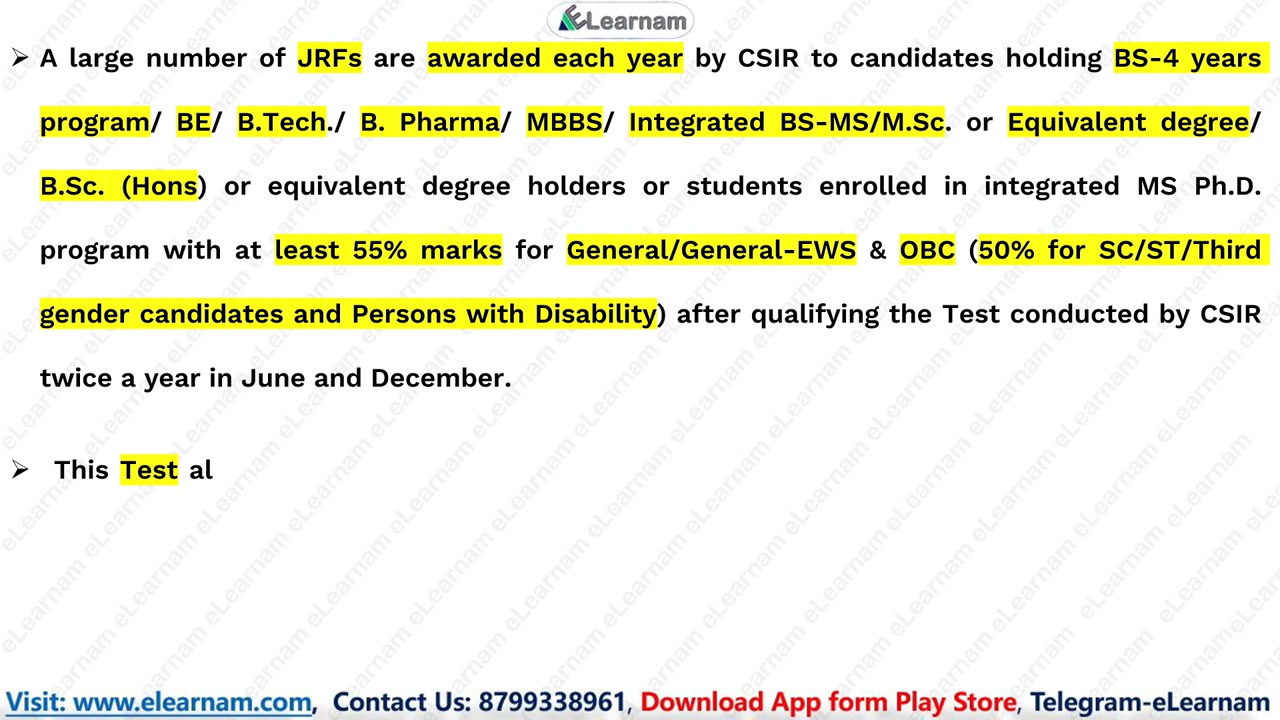 eLearnam
➢ A large number of JRFs are awarded each year by CSIR to candidates holding BS-4 years
program/ BE/ B.Tech./ B. Pharma/ MBBS/ Integrated BS-MS/M.Sc. or Equivalent degree/
B.Sc. (Hons) or equivalent degree holders or students enrolled in integrated MS Ph.D.
program with at least 55% marks for General/General-EWS & OBC (50% for SC/ST/Third
gender candidates and Persons with Disability) after qualifying the Test conducted by CSIR
twice a year in June and December.
➢ This Test al
Visit: www.elearnam.com, Contact Us: 8799338961, Download App form Play Store, Telegram-eLearnam